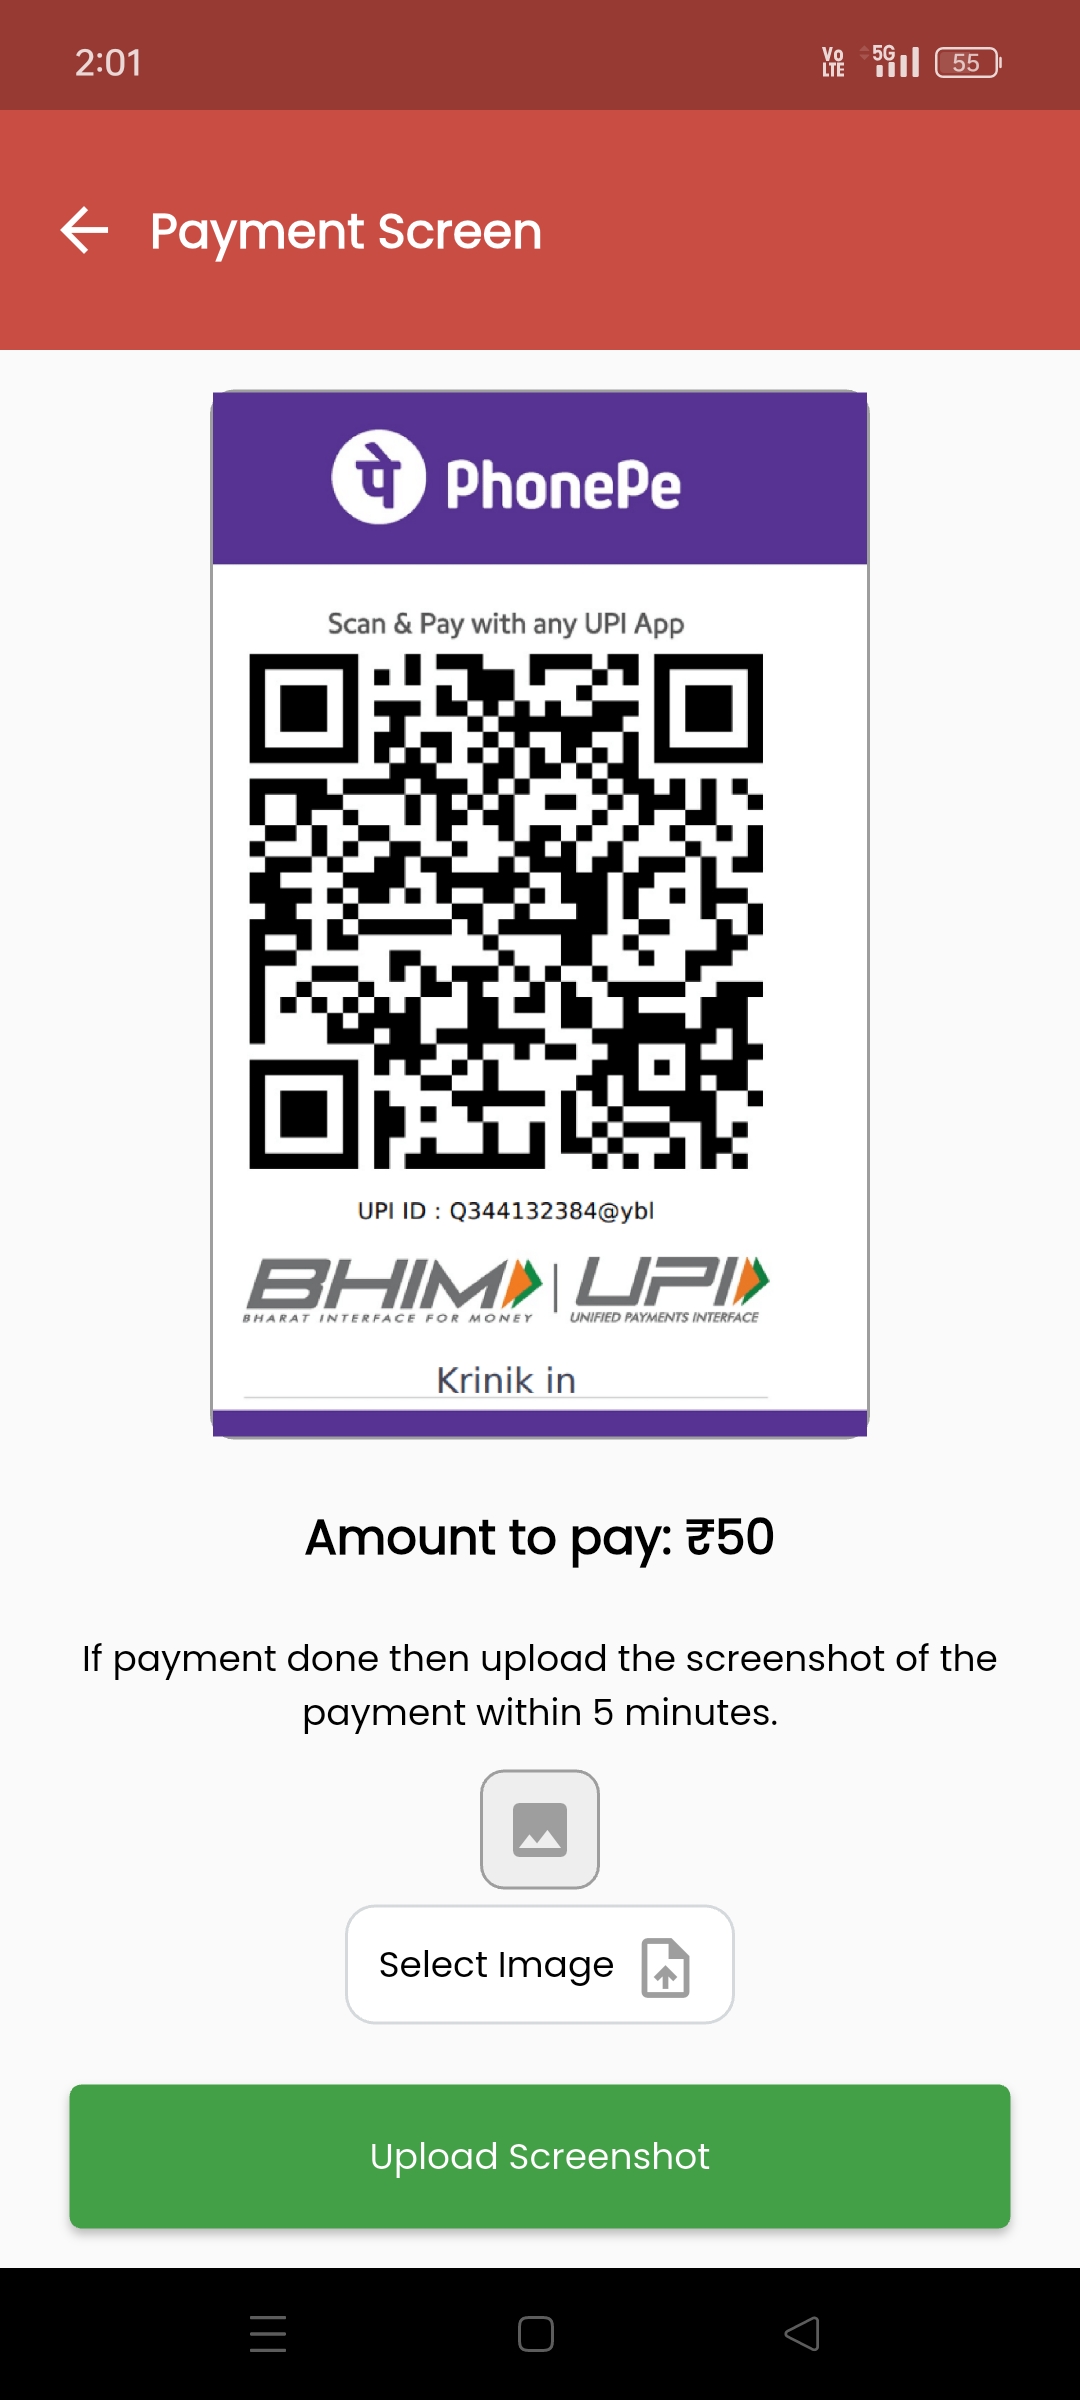 2:01
Vo LTE 5G 55
Payment Screen
पे PhonePe
Scan & Pay with any UPI App
UPI ID : Q344132384@ybl
BHIM | UPI
BHARAT INTERFACE FOR MONEY UNIFIED PAYMENTS INTERFACE
Krinik in
Amount to pay: ₹50
If payment done then upload the screenshot of the
payment within 5 minutes.
Select Image
Upload Screenshot